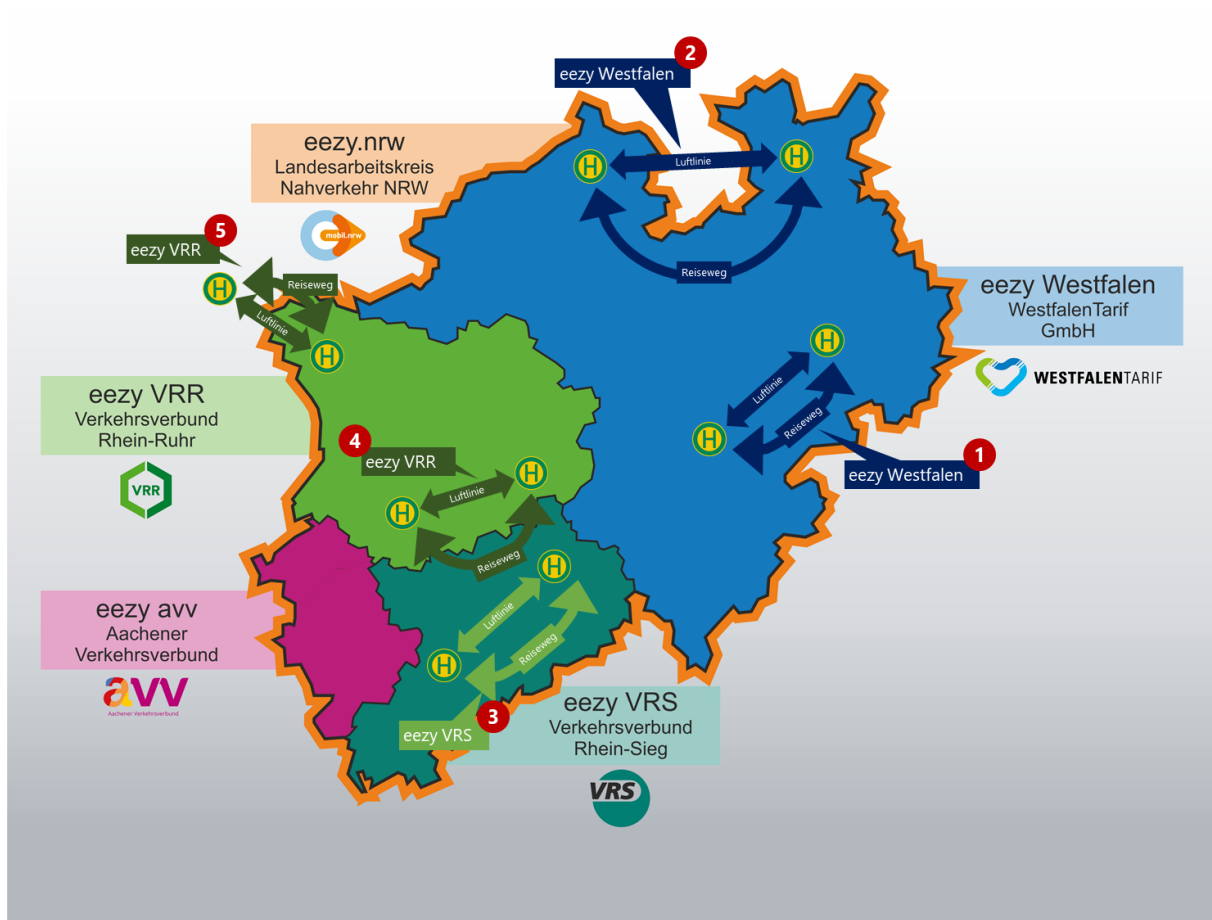 2
eezy Westfalen
eezy.nrw
Landesarbeitskreis
Nahverkehr NRW
mobil.nrw
H
Luftlinie
H
Reiseweg
5
eezy VRR
H
Reiseweg
Luftlinie
H
eezy Westfalen
WestfalenTarif
GmbH
WESTFALENTARIF
H
Luftlinie
Reiseweg
H
1
eezy Westfalen
eezy VRR
Verkehrsverbund
Rhein-Ruhr
VRR
4
eezy VRR
H
Luftlinie
H
Reiseweg
eezy avv
Aachener
Verkehrsverbund
avv
Aachener Verkehrsverbund
H
Luftlinie
Reiseweg
H
3
eezy VRS
eezy VRS
Verkehrsverbund
Rhein-Sieg
VRS